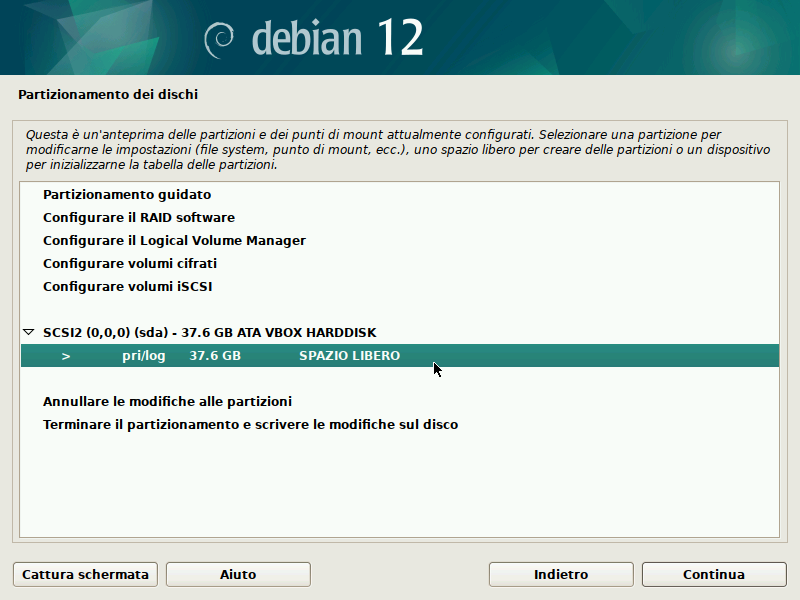 debian 12
Partizionamento dei dischi
Questa è un'anteprima delle partizioni e dei punti di mount attualmente configurati. Selezionare una partizione per
modificarne le impostazioni (file system, punto di mount, ecc.), uno spazio libero per creare delle partizioni o un dispositivo
per inizializzarne la tabella delle partizioni.
Partizionamento guidato
Configurare il RAID software
Configurare il Logical Volume Manager
Configurare volumi cifrati
Configurare volumi iSCSI
SCSI2 (0,0,0) (sda) - 37.6 GB ATA VBOX HARDDISK
> pri/log 37.6 GB SPAZIO LIBERO
Annullare le modifiche alle partizioni
Terminare il partizionamento e scrivere le modifiche sul disco
Cattura schermata Aiuto Indietro Continua